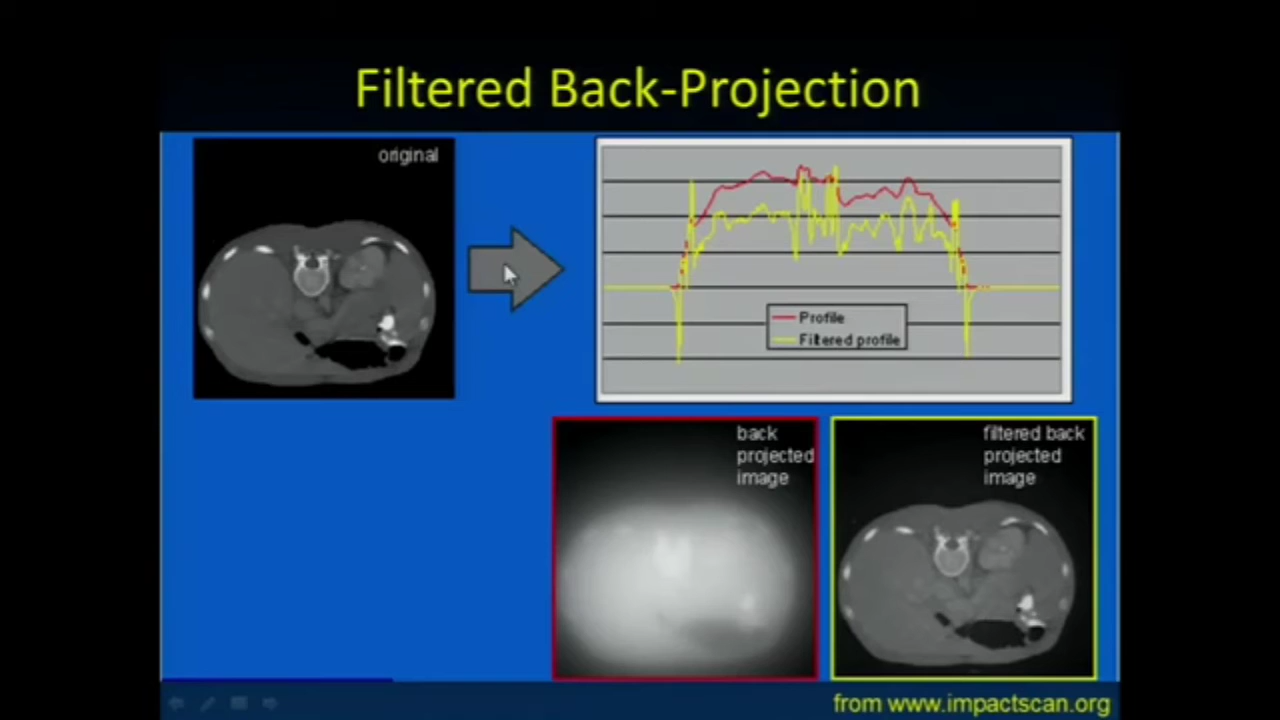 Filtered Back-Projection
original
Profile
Filtered profile
back
projected
image
filtered back
projected
image
from www.impactscan.org